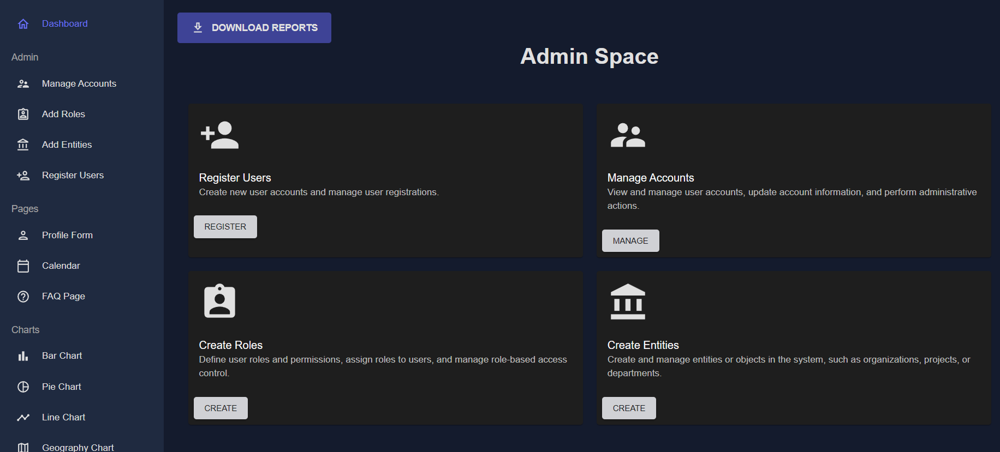 Dashboard
Admin
Manage Accounts
Add Roles
Add Entities
Register Users
Pages
Profile Form
Calendar
FAQ Page
Charts
Bar Chart
Pie Chart
Line Chart
Geography Chart
DOWNLOAD REPORTS
Admin Space
Register Users
Create new user accounts and manage user registrations.
REGISTER
Manage Accounts
View and manage user accounts, update account information, and perform administrative
actions.
MANAGE
Create Roles
Define user roles and permissions, assign roles to users, and manage role-based access
control.
CREATE
Create Entities
Create and manage entities or objects in the system, such as organizations, projects, or
departments.
CREATE